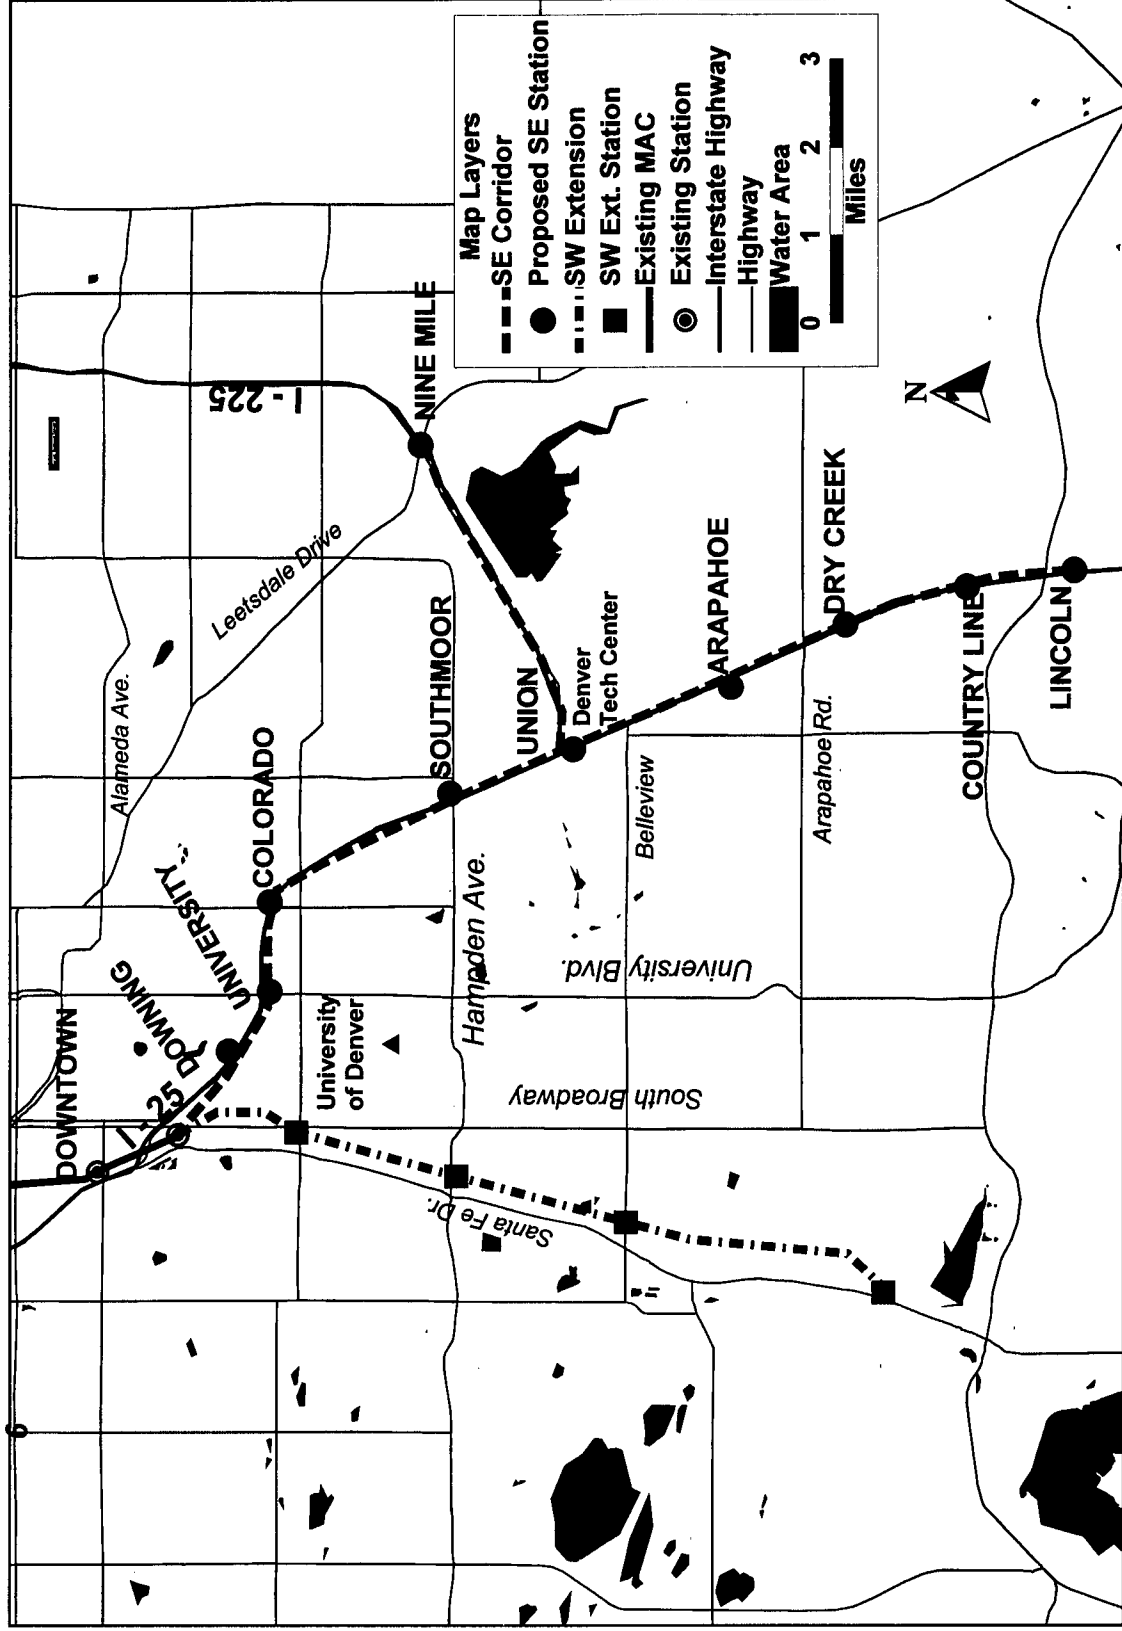 6
DOWNTOWN
I - 25
DOWNING
UNIVERSITY
COLORADO
Alameda Ave.
Leetsdale Drive
I - 225
NINE MILE
University
of Denver
SOUTHMOOR
Hampden Ave.
UNION
Denver
Tech Center
Santa Fe Dr.
South Broadway
University Blvd.
Belleview
ARAPAHOE
Arapahoe Rd.
DRY CREEK
COUNTRY LINE
LINCOLN
N
Map Layers
SE Corridor
Proposed SE Station
SW Extension
SW Ext. Station
Existing MAC
Existing Station
Interstate Highway
Highway
Water Area
0 1 2 3
Miles